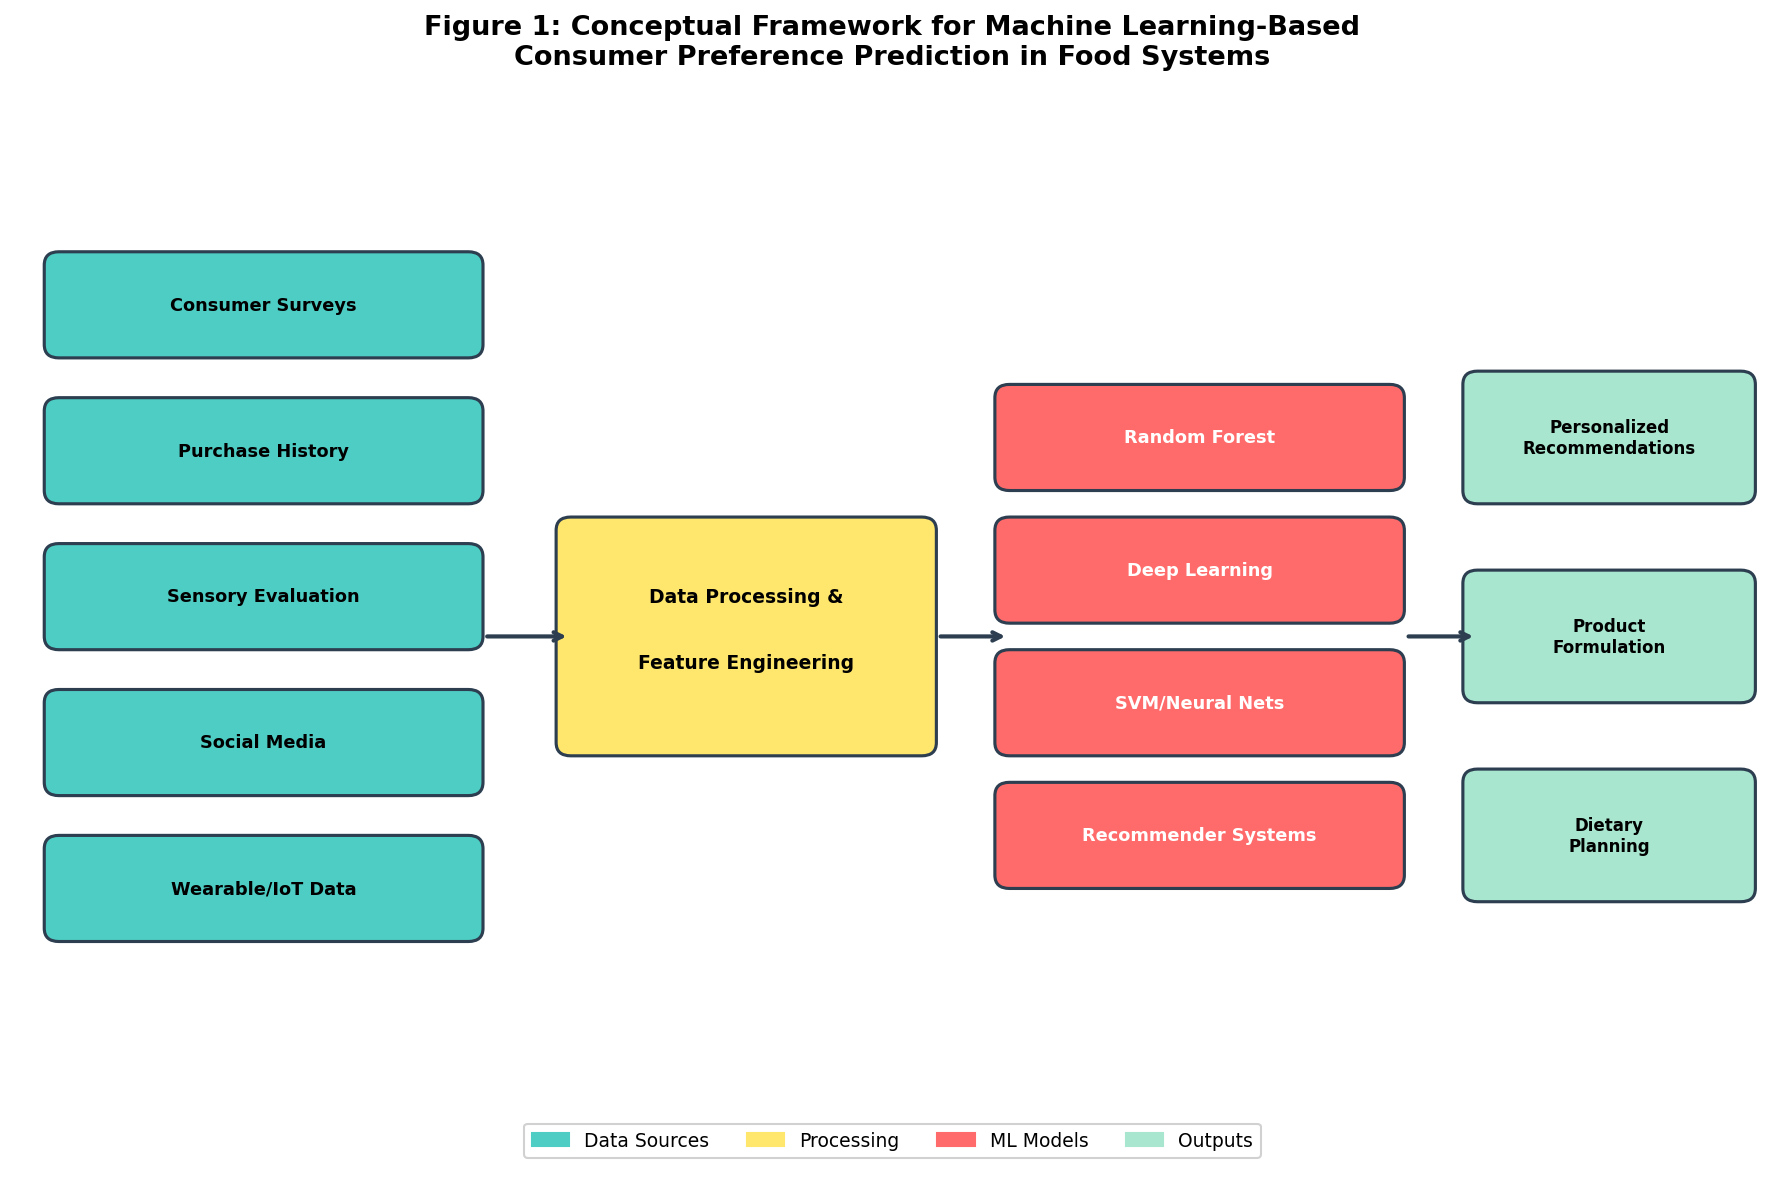 Figure 1: Conceptual Framework for Machine Learning-Based
Consumer Preference Prediction in Food Systems
Consumer Surveys
Purchase History
Sensory Evaluation
Social Media
Wearable/IoT Data
Data Processing &
Feature Engineering
Random Forest
Deep Learning
SVM/Neural Nets
Recommender Systems
Personalized
Recommendations
Product
Formulation
Dietary
Planning
Data Sources
Processing
ML Models
Outputs